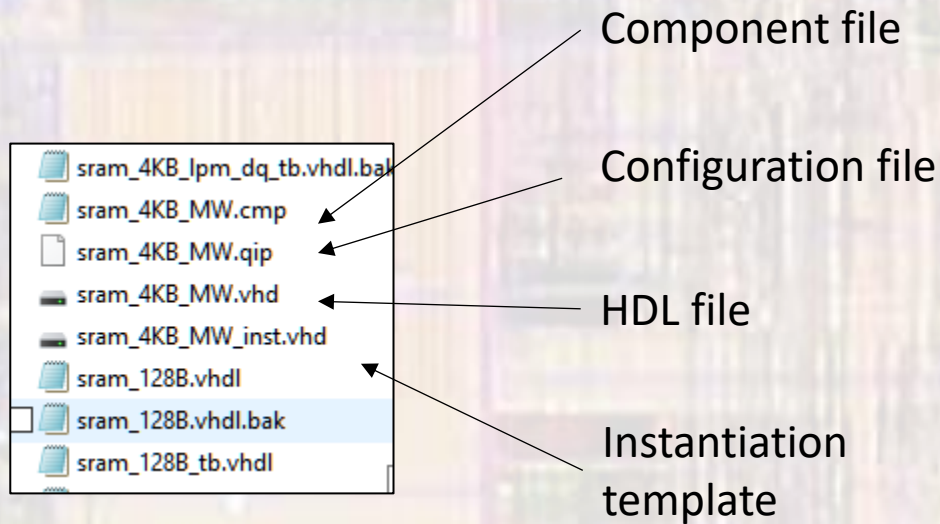 Component file
Configuration file
HDL file
Instantiation
template
sram_4KB_lpm_dq_tb.vhdl.bak
sram_4KB_MW.cmp
sram_4KB_MW.qip
sram_4KB_MW.vhd
sram_4KB_MW_inst.vhd
sram_128B.vhdl
sram_128B.vhdl.bak
sram_128B_tb.vhdl